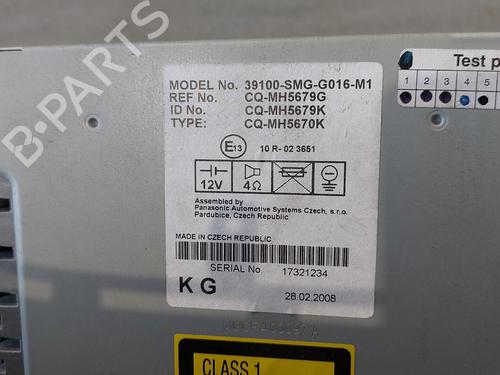 MODEL No. 39100-SMG-G016-M1
REF No. CQ-MH5679G
ID No. CQ-MH5679K
TYPE: CQ-MH5670K
E13 10 R- 02 3651
12V 4Ω
Assembled by
Panasonic Automotive Systems Czech, s.r.o.
Pardubice, Czech Republic
MADE IN CZECH REPUBLIC
SERIAL No. 17321234
K G
28.02.2008
Test p
1 2 3 4 5
CLASS 1